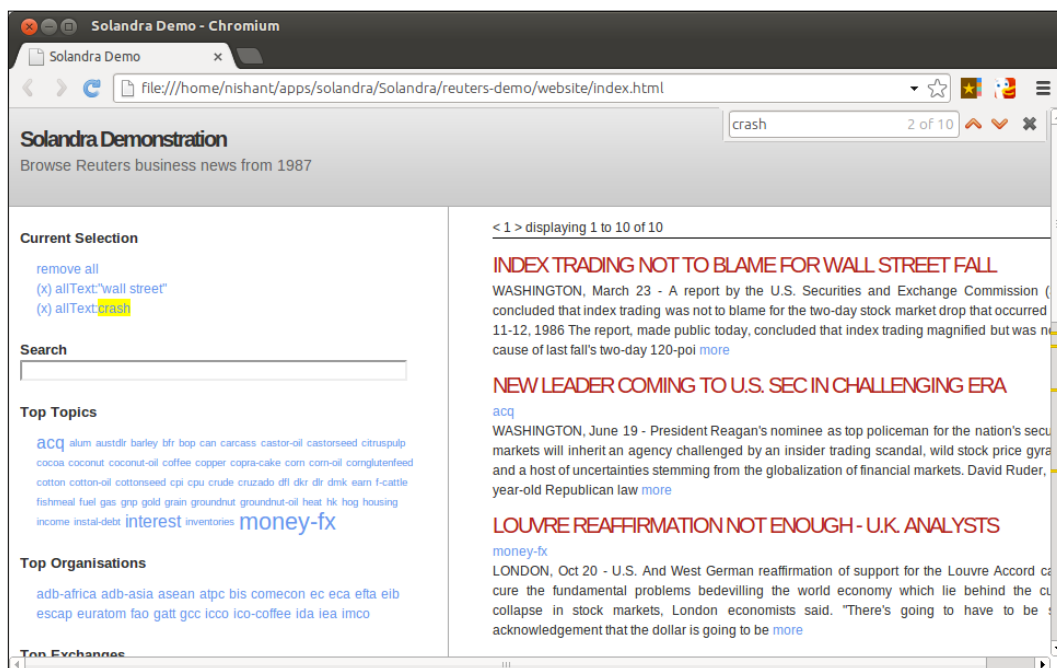 Solandra Demo - Chromium
Solandra Demo
file:///home/nishant/apps/solandra/Solandra/reuters-demo/website/index.html
crash 2 of 10
Solandra Demonstration
Browse Reuters business news from 1987
Current Selection
remove all
(x) allText:"wall street"
(x) allText:crash
Search
Top Topics
acq alum austdlr barley bfr bop can carcass castor-oil castorseed citruspulp
cocoa coconut coconut-oil coffee copper copra-cake corn corn-oil cornglutenfeed
cotton cotton-oil cottonseed cpi cpu crude cruzado dfl dkr dlr dmk earn f-cattle
fishmeal fuel gas gnp gold grain groundnut groundnut-oil heat hk hog housing
income instal-debt interest inventories money-fx
Top Organisations
adb-africa adb-asia asean atpc bis comecon ec eca efta eib
escap euratom fao gatt gcc icco ico-coffee ida iea imco
Top Exchanges
< 1 > displaying 1 to 10 of 10
INDEX TRADING NOT TO BLAME FOR WALL STREET FALL
WASHINGTON, March 23 - A report by the U.S. Securities and Exchange Commission (
concluded that index trading was not to blame for the two-day stock market drop that occurred
11-12, 1986 The report, made public today, concluded that index trading magnified but was
cause of last fall's two-day 120-poi more
NEW LEADER COMING TO U.S. SEC IN CHALLENGING ERA
acq
WASHINGTON, June 19 - President Reagan's nominee as top policeman for the nation's secu
markets will inherit an agency challenged by an insider trading scandal, wild stock price gyra
and a host of uncertainties stemming from the globalization of financial markets. David Ruder,
year-old Republican law more
LOUVRE REAFFIRMATION NOT ENOUGH - U.K. ANALYSTS
money-fx
LONDON, Oct 20 - U.S. And West German reaffirmation of support for the Louvre Accord ca
cure the fundamental problems bedevilling the world economy which lie behind the cu
collapse in stock markets, London economists said. "There's going to have to be s
acknowledgement that the dollar is going to be more